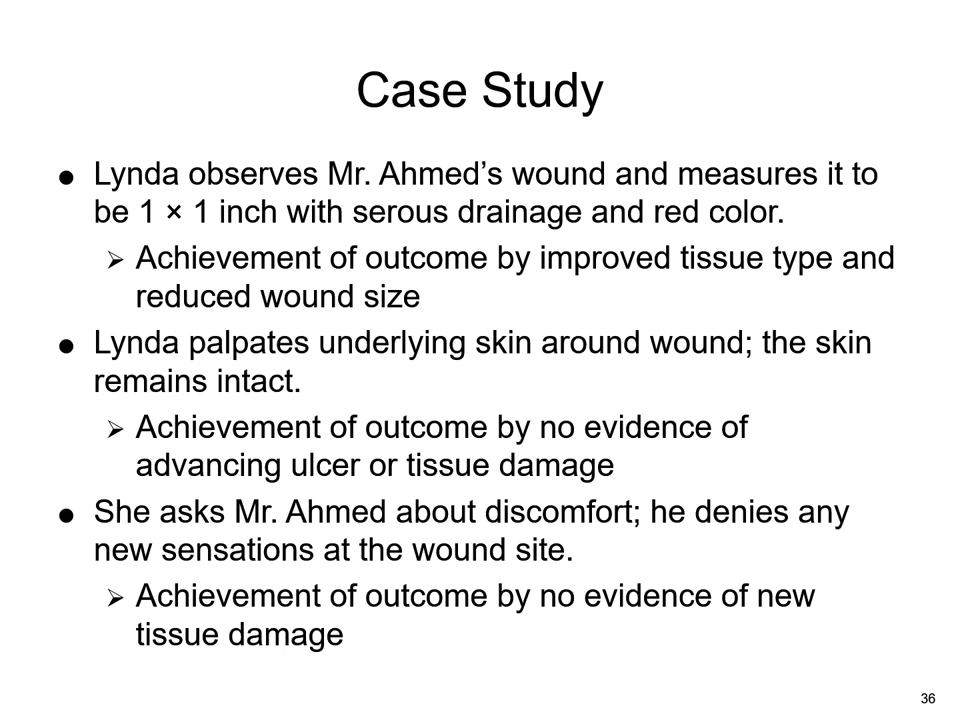 Case Study
● Lynda observes Mr. Ahmed’s wound and measures it to
be 1 × 1 inch with serous drainage and red color.
➢ Achievement of outcome by improved tissue type and
reduced wound size
● Lynda palpates underlying skin around wound; the skin
remains intact.
➢ Achievement of outcome by no evidence of
advancing ulcer or tissue damage
● She asks Mr. Ahmed about discomfort; he denies any
new sensations at the wound site.
➢ Achievement of outcome by no evidence of new
tissue damage
36